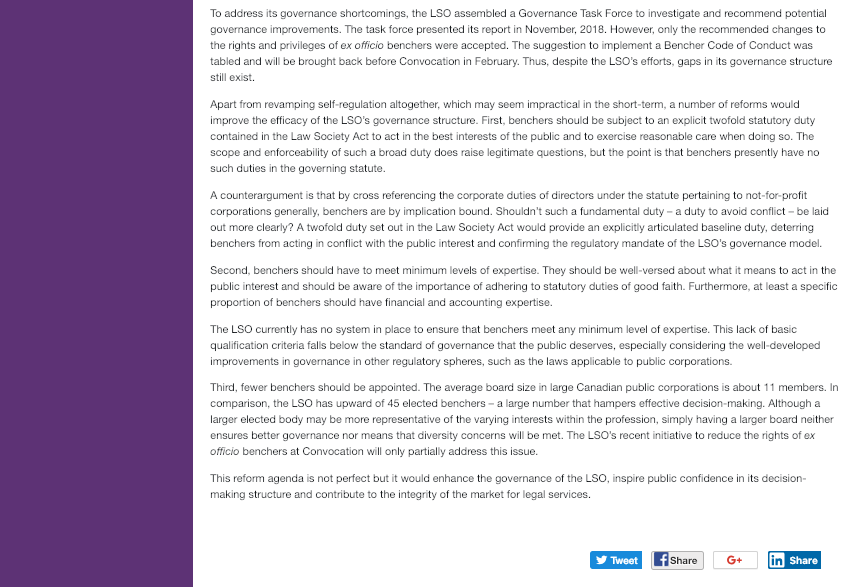 To address its governance shortcomings, the LSO assembled a Governance Task Force to investigate and recommend potential
governance improvements. The task force presented its report in November, 2018. However, only the recommended changes to
the rights and privileges of ex officio benchers were accepted. The suggestion to implement a Bencher Code of Conduct was
tabled and will be brought back before Convocation in February. Thus, despite the LSO's efforts, gaps in its governance structure
still exist.
Apart from revamping self-regulation altogether, which may seem impractical in the short-term, a number of reforms would
improve the efficacy of the LSO's governance structure. First, benchers should be subject to an explicit twofold statutory duty
contained in the Law Society Act to act in the best interests of the public and to exercise reasonable care when doing so. The
scope and enforceability of such a broad duty does raise legitimate questions, but the point is that benchers presently have no
such duties in the governing statute.
A counterargument is that by cross referencing the corporate duties of directors under the statute pertaining to not-for-profit
corporations generally, benchers are by implication bound. Shouldn't such a fundamental duty – a duty to avoid conflict – be laid
out more clearly? A twofold duty set out in the Law Society Act would provide an explicitly articulated baseline duty, deterring
benchers from acting in conflict with the public interest and confirming the regulatory mandate of the LSO's governance model.
Second, benchers should have to meet minimum levels of expertise. They should be well-versed about what it means to act in the
public interest and should be aware of the importance of adhering to statutory duties of good faith. Furthermore, at least a specific
proportion of benchers should have financial and accounting expertise.
The LSO currently has no system in place to ensure that benchers meet any minimum level of expertise. This lack of basic
qualification criteria falls below the standard of governance that the public deserves, especially considering the well-developed
improvements in governance in other regulatory spheres, such as the laws applicable to public corporations.
Third, fewer benchers should be appointed. The average board size in large Canadian public corporations is about 11 members. In
comparison, the LSO has upward of 45 elected benchers – a large number that hampers effective decision-making. Although a
larger elected body may be more representative of the varying interests within the profession, simply having a larger board neither
ensures better governance nor means that diversity concerns will be met. The LSO's recent initiative to reduce the rights of ex
officio benchers at Convocation will only partially address this issue.
This reform agenda is not perfect but it would enhance the governance of the LSO, inspire public confidence in its decision-
making structure and contribute to the integrity of the market for legal services.
Tweet f Share G+ in Share